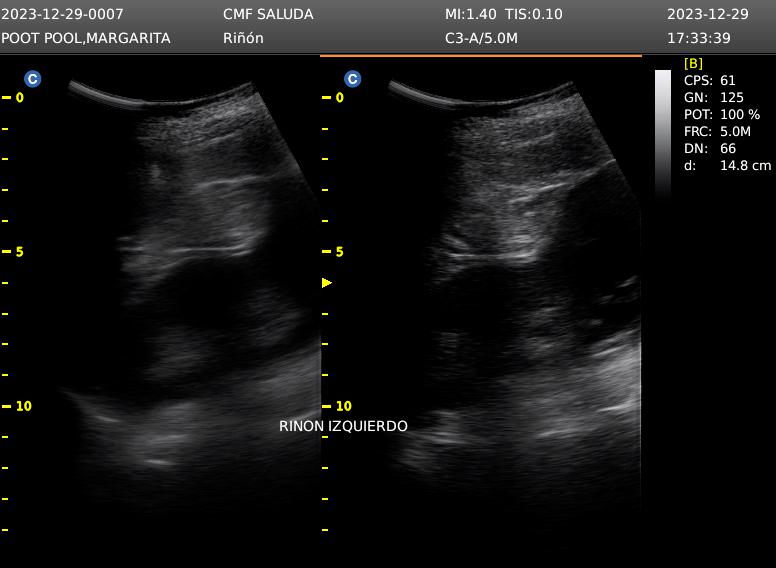 2023-12-29-0007 CMF SALUDA MI:1.40 TIS:0.10 2023-12-29
POOT POOL,MARGARITA Riñón C3-A/5.0M 17:33:39
[B]
C C
CPS: 61
0 0
GN: 125
POT: 100 %
FRC: 5.0M
DN: 66
d: 14.8 cm
5 5
10 10
RINON IZQUIERDO